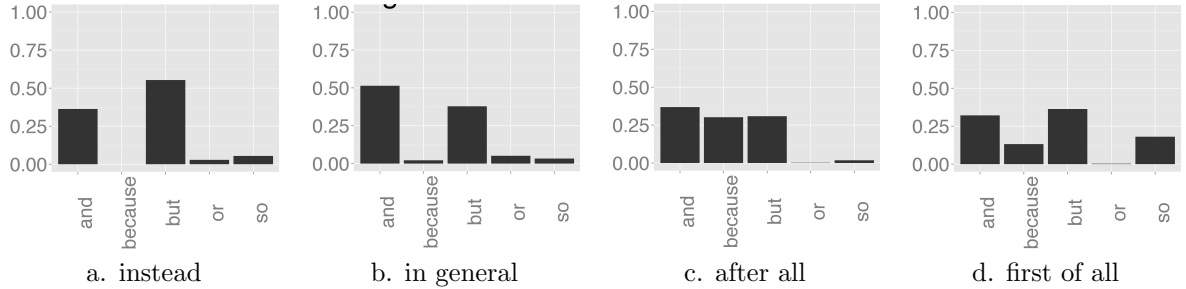 1.00
0.75
0.50
0.25
0.00
and
because
but
or
so
a. instead
1.00
0.75
0.50
0.25
0.00
and
because
but
or
so
b. in general
1.00
0.75
0.50
0.25
0.00
and
because
but
or
so
c. after all
1.00
0.75
0.50
0.25
0.00
and
because
but
or
so
d. first of all